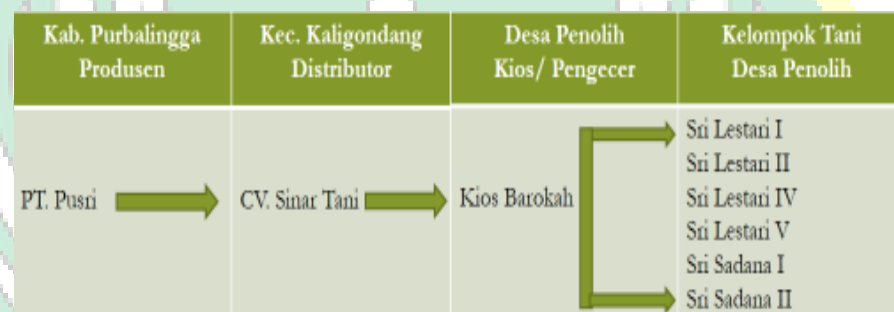 Kab. Purbalingga
Produsen
Kec. Kaligondang
Distributor
Desa Penolih
Kios/ Pengecer
Kelompok Tani
Desa Penolih
PT. Pusri
CV. Sinar Tani
Kios Barokah
Sri Lestari I
Sri Lestari II
Sri Lestari IV
Sri Lestari V
Sri Sadana I
Sri Sadana II